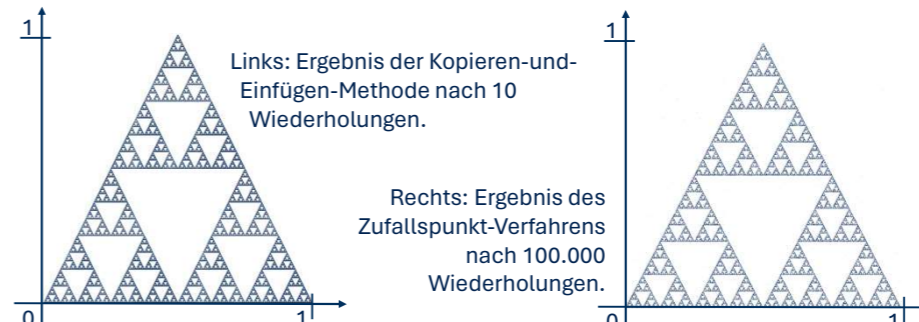 1
Links: Ergebnis der Kopieren-und-
Einfügen-Methode nach 10
Wiederholungen.
0
1
1
Rechts: Ergebnis des
Zufallspunkt-Verfahrens
nach 100.000
Wiederholungen.
0
1